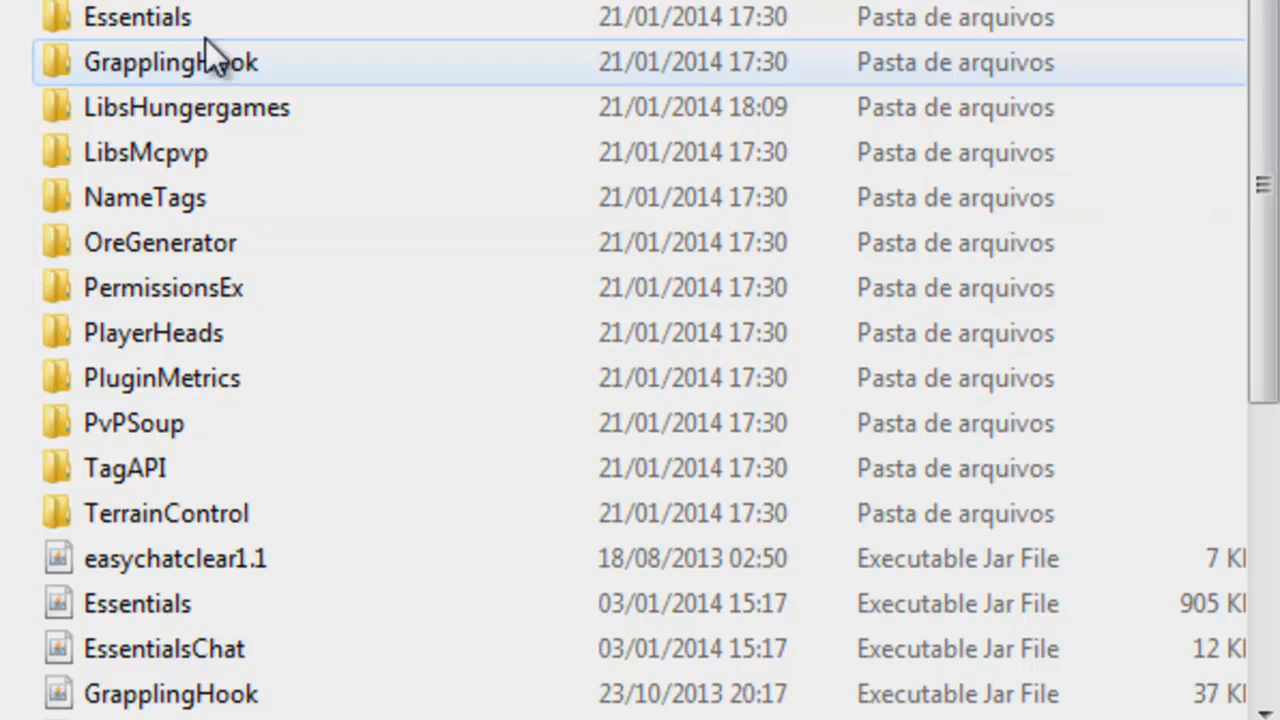 Essentials 21/01/2014 17:30 Pasta de arquivos
GrapplingHook 21/01/2014 17:30 Pasta de arquivos
LibsHungergames 21/01/2014 18:09 Pasta de arquivos
LibsMcpvp 21/01/2014 17:30 Pasta de arquivos
NameTags 21/01/2014 17:30 Pasta de arquivos
OreGenerator 21/01/2014 17:30 Pasta de arquivos
PermissionsEx 21/01/2014 17:30 Pasta de arquivos
PlayerHeads 21/01/2014 17:30 Pasta de arquivos
PluginMetrics 21/01/2014 17:30 Pasta de arquivos
PvPSoup 21/01/2014 17:30 Pasta de arquivos
TagAPI 21/01/2014 17:30 Pasta de arquivos
TerrainControl 21/01/2014 17:30 Pasta de arquivos
easychatclear1.1 18/08/2013 02:50 Executable Jar File 7 K
Essentials 03/01/2014 15:17 Executable Jar File 905 K
EssentialsChat 03/01/2014 15:17 Executable Jar File 12 K
GrapplingHook 23/10/2013 20:17 Executable Jar File 37 K